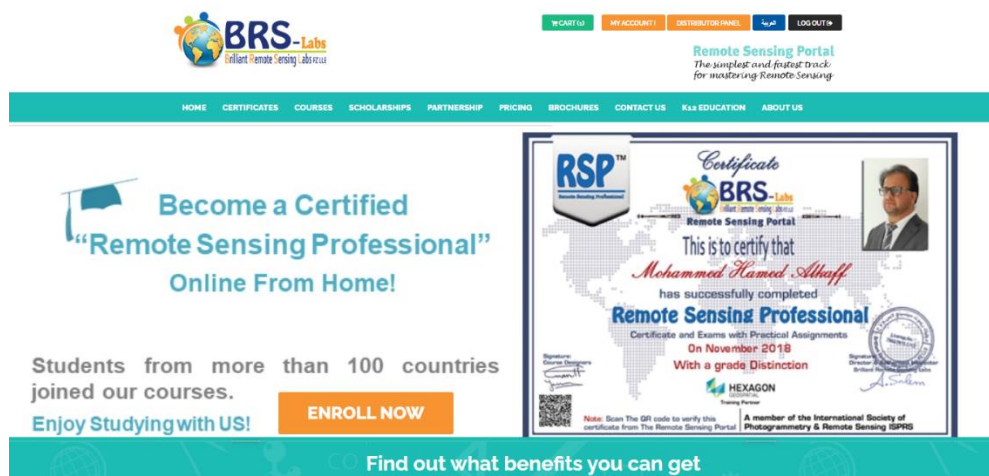 BRS-Labs
Brilliant Remote Sensing Labs FZ LLE
CART (1)
MY ACCOUNT !
DISTRIBUTOR PANEL
العربية
LOG OUT
Remote Sensing Portal
The simplest and fastest track
for mastering Remote Sensing
HOME CERTIFICATES COURSES SCHOLARSHIPS PARTNERSHIP PRICING BROCHURES CONTACT US K12 EDUCATION ABOUT US
Become a Certified
“Remote Sensing Professional”
Online From Home!
Students from more than 100 countries
joined our courses.
Enjoy Studying with US!
ENROLL NOW
RSP™
Remote Sensing Professional
Certificate
BRS-Labs
Remote Sensing Portal
This is to certify that
Mohammed Hamed Alhaff
has successfully completed
Remote Sensing Professional
Certificate and Exams with Practical Assignments
On November 2018
With a grade Distinction
Signature:
Course Designers
HEXAGON
GEOSPATIAL
Training Partner
Note: Scan The QR code to verify this
certificate from The Remote Sensing Portal
A member of the International Society of
Photogrammetry & Remote Sensing ISPRS
Find out what benefits you can get